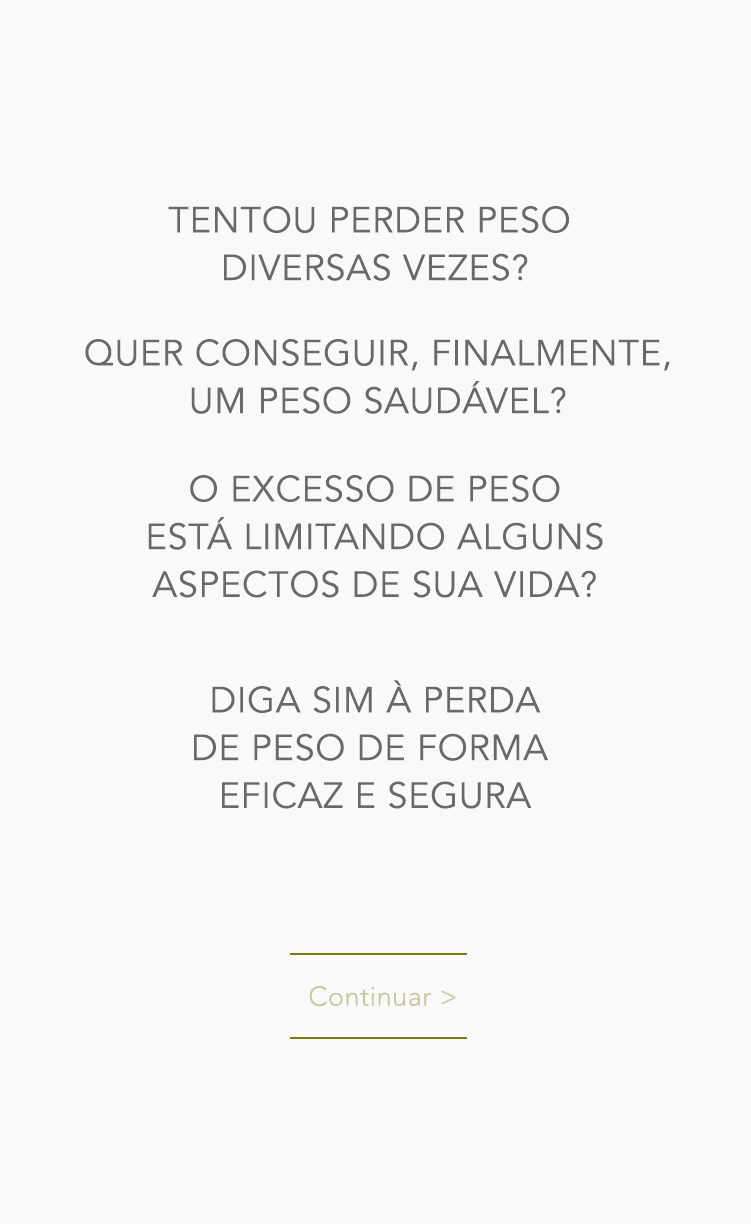 TENTOU PERDER PESO
DIVERSAS VEZES?
QUER CONSEGUIR, FINALMENTE,
UM PESO SAUDÁVEL?
O EXCESSO DE PESO
ESTÁ LIMITANDO ALGUNS
ASPECTOS DE SUA VIDA?
DIGA SIM À PERDA
DE PESO DE FORMA
EFICAZ E SEGURA
Continuar >